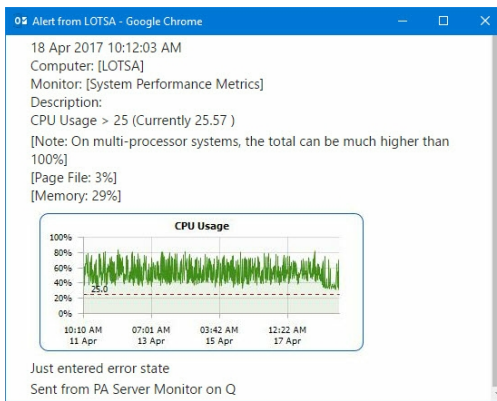 Alert from LOTSA - Google Chrome
18 Apr 2017 10:12:03 AM
Computer: [LOTSA]
Monitor: [System Performance Metrics]
Description:
CPU Usage > 25 (Currently 25.57 )
[Note: On multi-processor systems, the total can be much higher than
100%]
[Page File: 3%]
[Memory: 29%]
CPU Usage
100%
80%
60%
40%
25.0
20%
0%
10:10 AM 07:01 AM 03:42 AM 12:22 AM
11 Apr 13 Apr 15 Apr 17 Apr
Just entered error state
Sent from PA Server Monitor on Q